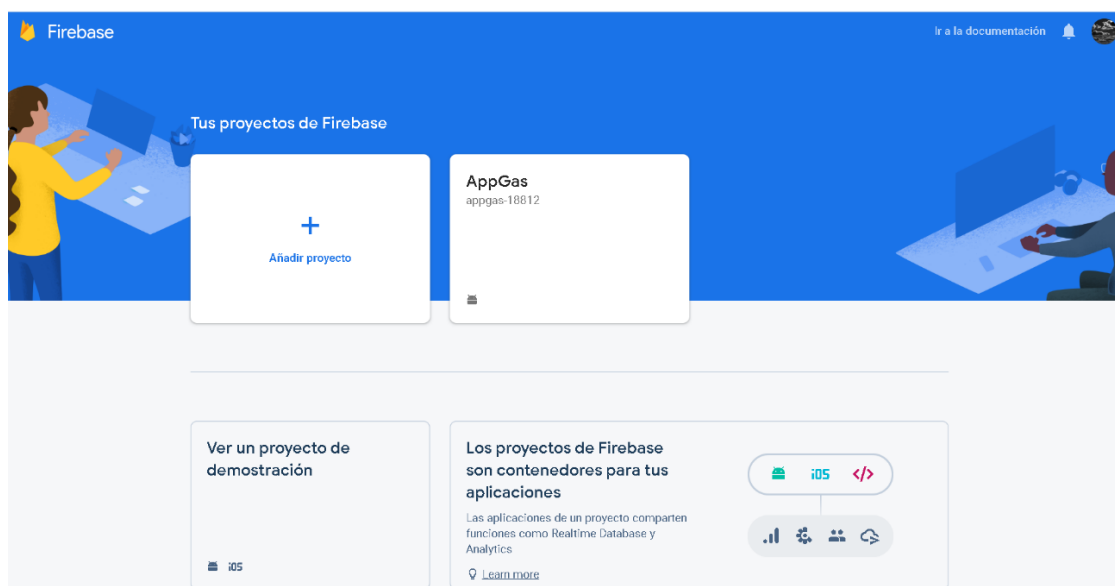 Firebase
Ir a la documentación
Tus proyectos de Firebase
Añadir proyecto
AppGas
appgas-18812
Ver un proyecto de
demostración
iOS
Los proyectos de Firebase
son contenedores para tus
aplicaciones
Las aplicaciones de un proyecto comparten
funciones como Realtime Database y
Analytics
Learn more
iOS